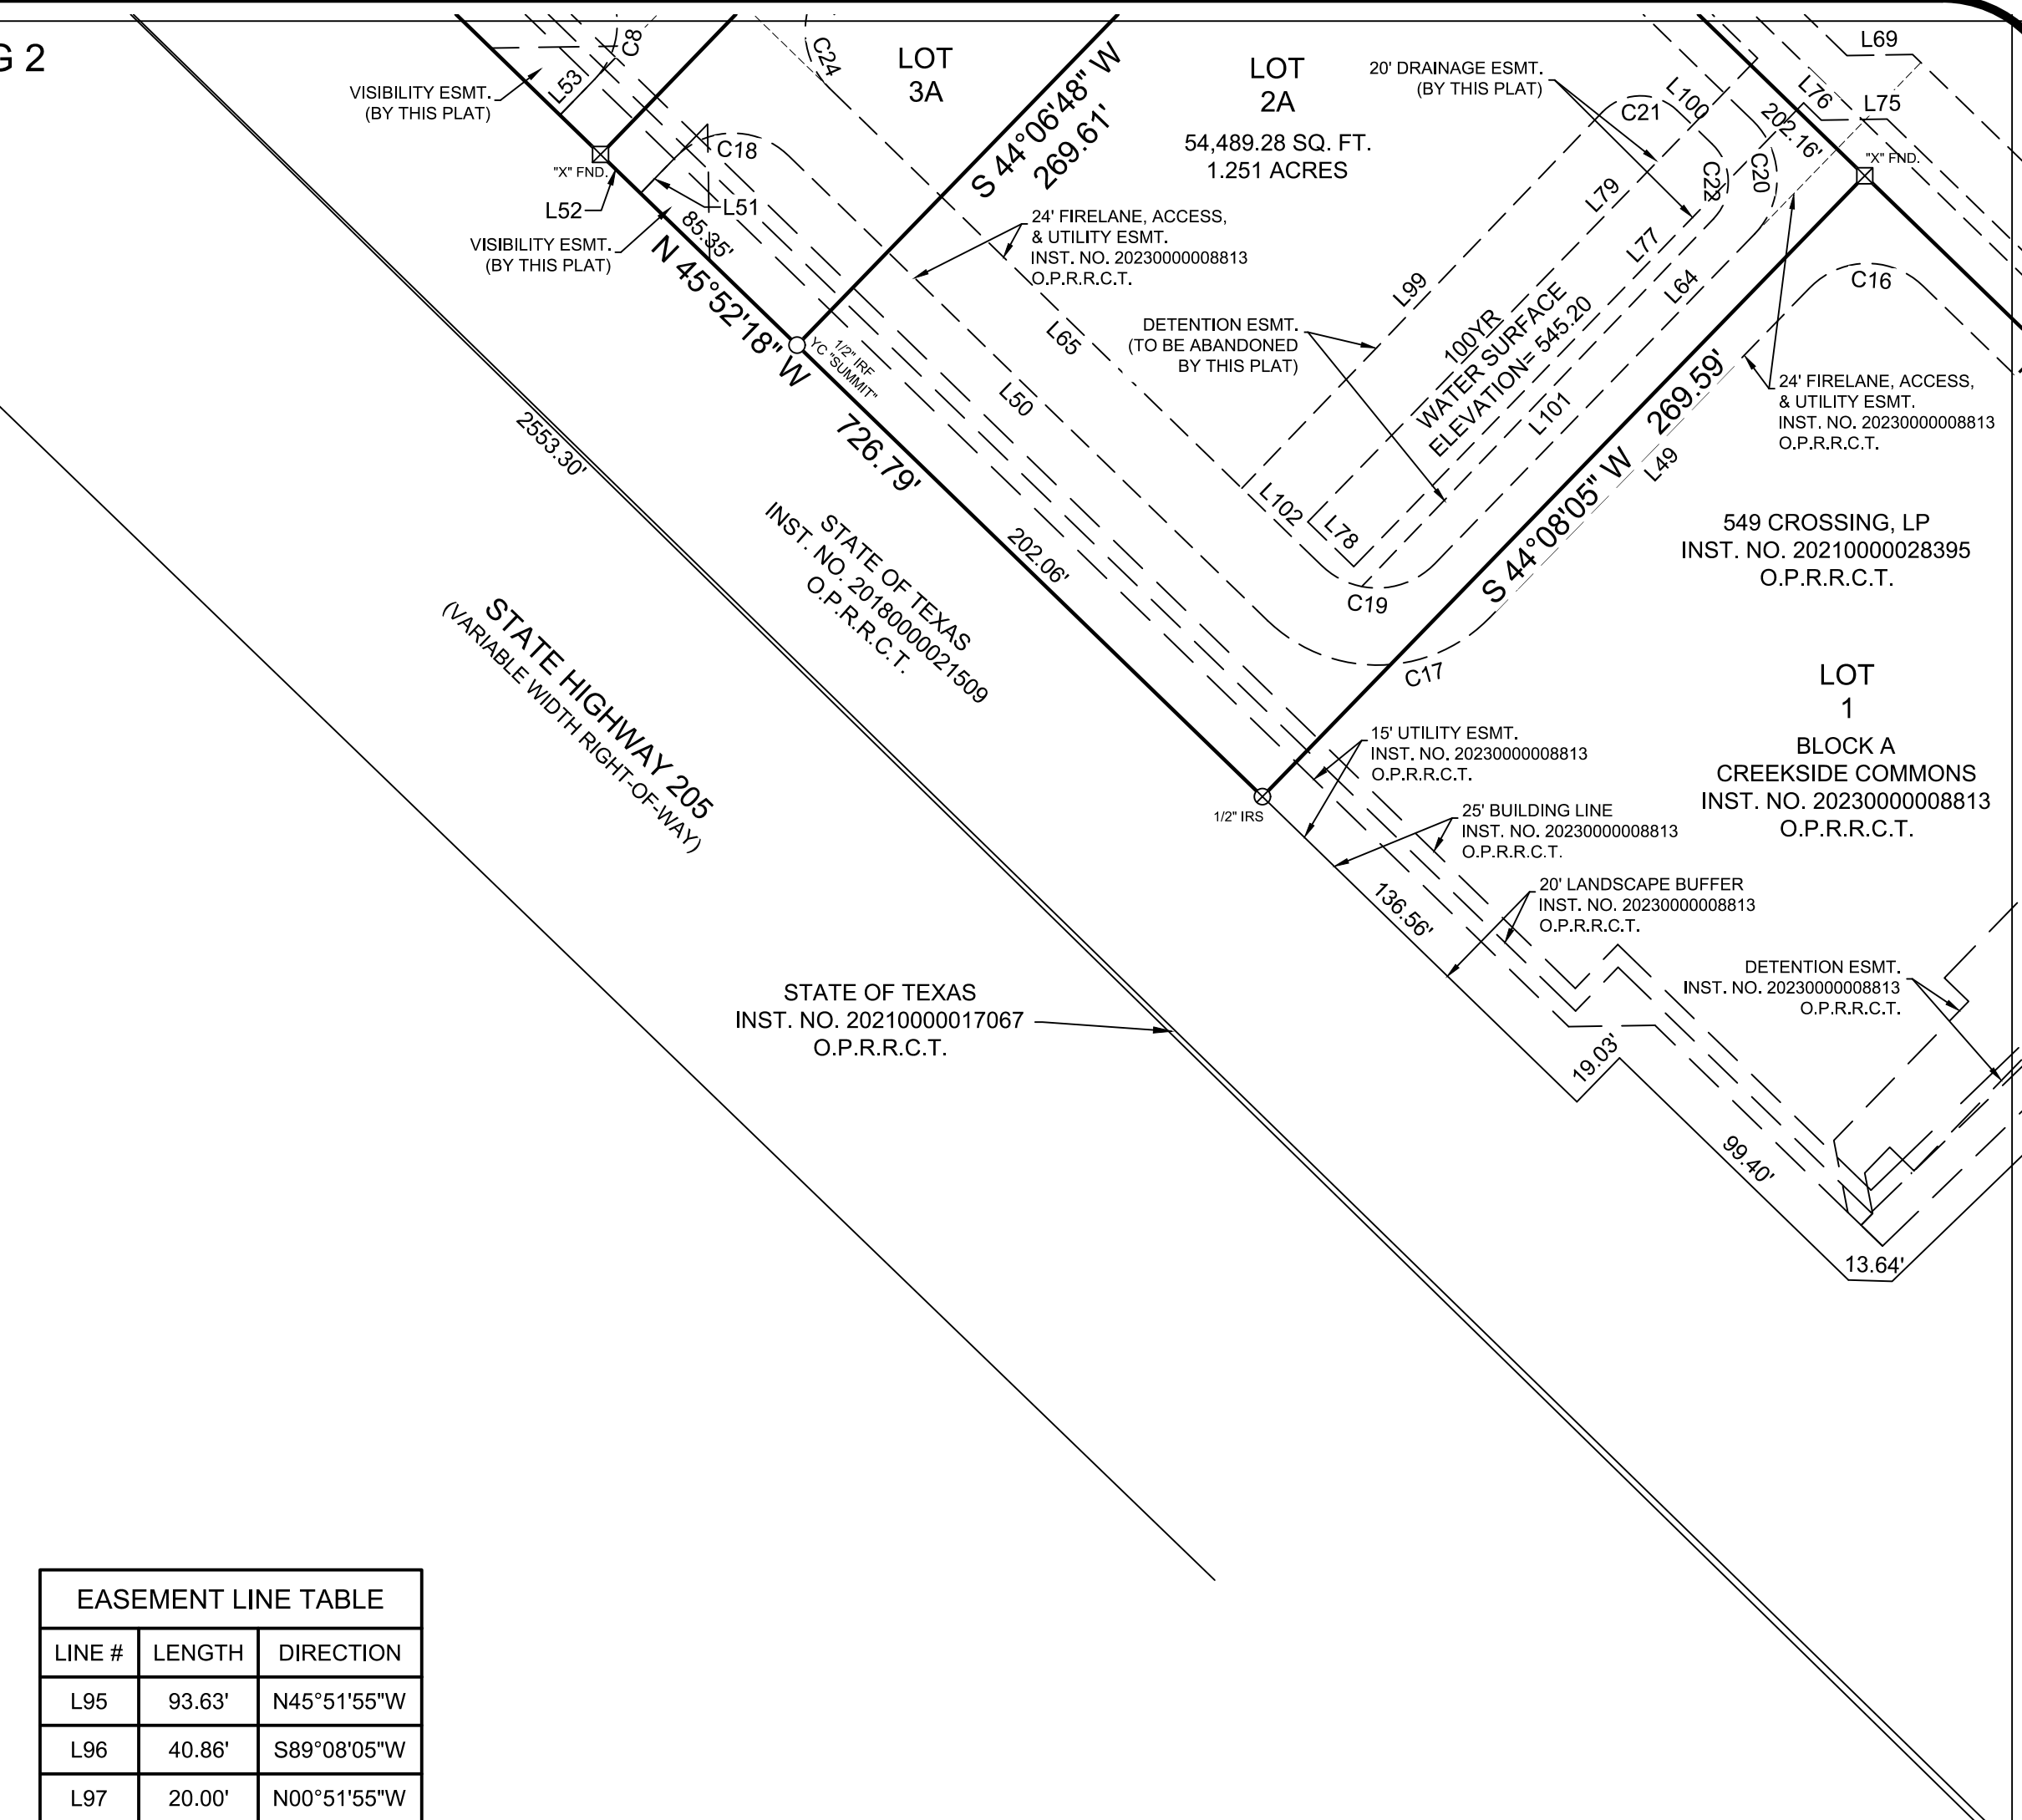 G 2
VISIBILITY ESMT.
(BY THIS PLAT)
L53
C8
C24
LOT
3A
S 44°06'48" W
269.61'
LOT
2A
54,489.28 SQ. FT.
1.251 ACRES
20' DRAINAGE ESMT.
(BY THIS PLAT)
L100
C21
L69
L76
L75
202.16'
"X" FND.
C20
C22
L79
L77
L64
C16
C18
"X" FND.
L52
L51
85.35'
VISIBILITY ESMT.
(BY THIS PLAT)
N 45°52'18" W
726.79'
1/2" IRF
YC "SUMMIT"
24' FIRELANE, ACCESS,
& UTILITY ESMT.
INST. NO. 20230000008813
O.P.R.R.C.T.
L65
L50
L99
DETENTION ESMT.
(TO BE ABANDONED
BY THIS PLAT)
100YR
WATER SURFACE
ELEVATION= 545.20
L101
L102
L78
C19
C17
S 44°08'05" W
269.59'
L49
24' FIRELANE, ACCESS,
& UTILITY ESMT.
INST. NO. 20230000008813
O.P.R.R.C.T.
549 CROSSING, LP
INST. NO. 20210000028395
O.P.R.R.C.T.
LOT
1
BLOCK A
CREEKSIDE COMMONS
INST. NO. 20230000008813
O.P.R.R.C.T.
2553.30'
202.06'
STATE OF TEXAS
INST. NO. 20180000021509
O.P.R.R.C.T.
STATE HIGHWAY 205
(VARIABLE WIDTH RIGHT-OF-WAY)
15' UTILITY ESMT.
INST. NO. 20230000008813
O.P.R.R.C.T.
1/2" IRS
25' BUILDING LINE
INST. NO. 20230000008813
O.P.R.R.C.T.
20' LANDSCAPE BUFFER
INST. NO. 20230000008813
O.P.R.R.C.T.
136.56'
DETENTION ESMT.
INST. NO. 20230000008813
O.P.R.R.C.T.
19.03'
99.40'
13.64'
STATE OF TEXAS
INST. NO. 20210000017067
O.P.R.R.C.T.
EASEMENT LINE TABLE
LINE # LENGTH DIRECTION
L95 93.63' N45°51'55"W
L96 40.86' S89°08'05"W
L97 20.00' N00°51'55"W